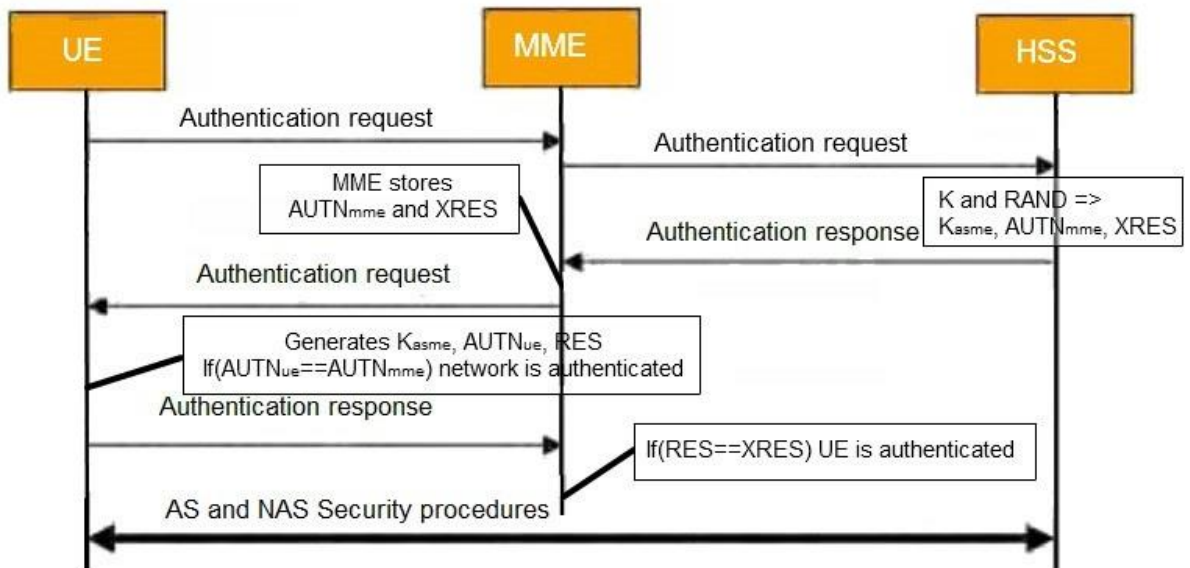 UE
MME
HSS
Authentication request
Authentication request
MME stores
AUTNmme and XRES
K and RAND =>
Kasme, AUTNmme, XRES
Authentication response
Authentication request
Generates Kasme, AUTNue, RES
If(AUTNue==AUTNmme) network is authenticated
Authentication response
If(RES==XRES) UE is authenticated
AS and NAS Security procedures